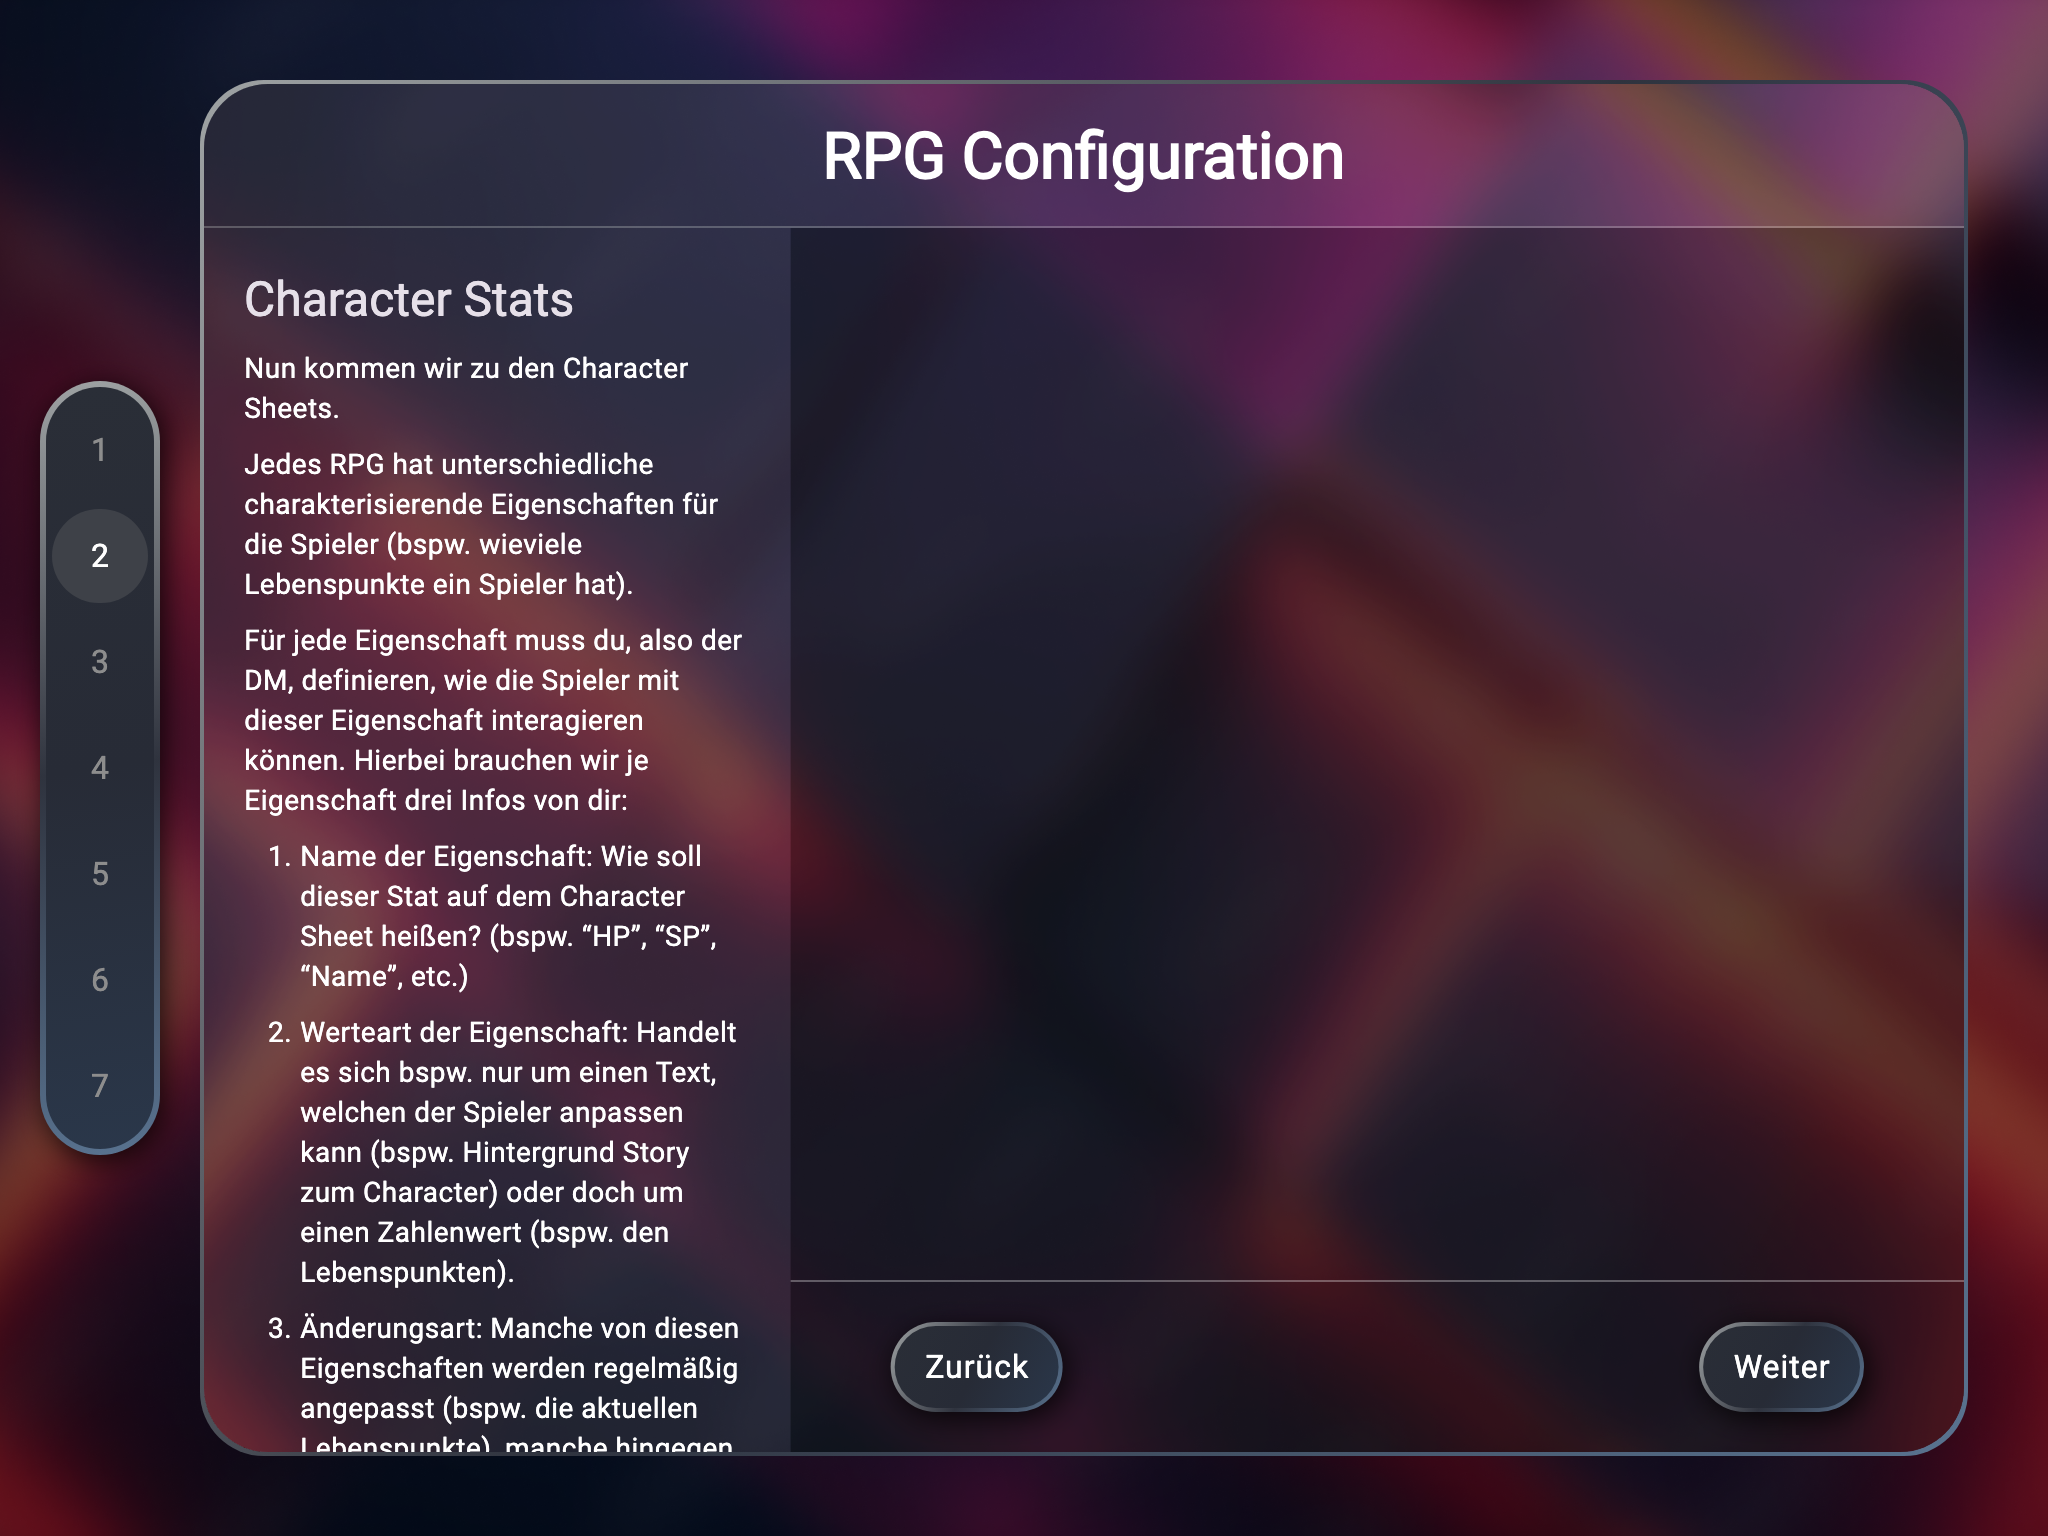 RPG Configuration
1
2
3
4
5
6
7
Character Stats
Nun kommen wir zu den Character
Sheets.
Jedes RPG hat unterschiedliche
charakterisierende Eigenschaften für
die Spieler (bspw. wieviele
Lebenspunkte ein Spieler hat).
Für jede Eigenschaft muss du, also der
DM, definieren, wie die Spieler mit
dieser Eigenschaft interagieren
können. Hierbei brauchen wir je
Eigenschaft drei Infos von dir:
1. Name der Eigenschaft: Wie soll
dieser Stat auf dem Character
Sheet heißen? (bspw. “HP”, “SP”,
“Name”, etc.)
2. Werteart der Eigenschaft: Handelt
es sich bspw. nur um einen Text,
welchen der Spieler anpassen
kann (bspw. Hintergrund Story
zum Character) oder doch um
einen Zahlenwert (bspw. den
Lebenspunkten).
3. Änderungsart: Manche von diesen
Eigenschaften werden regelmäßig
angepasst (bspw. die aktuellen
Lebenspunkte), manche hingegen
Zurück
Weiter